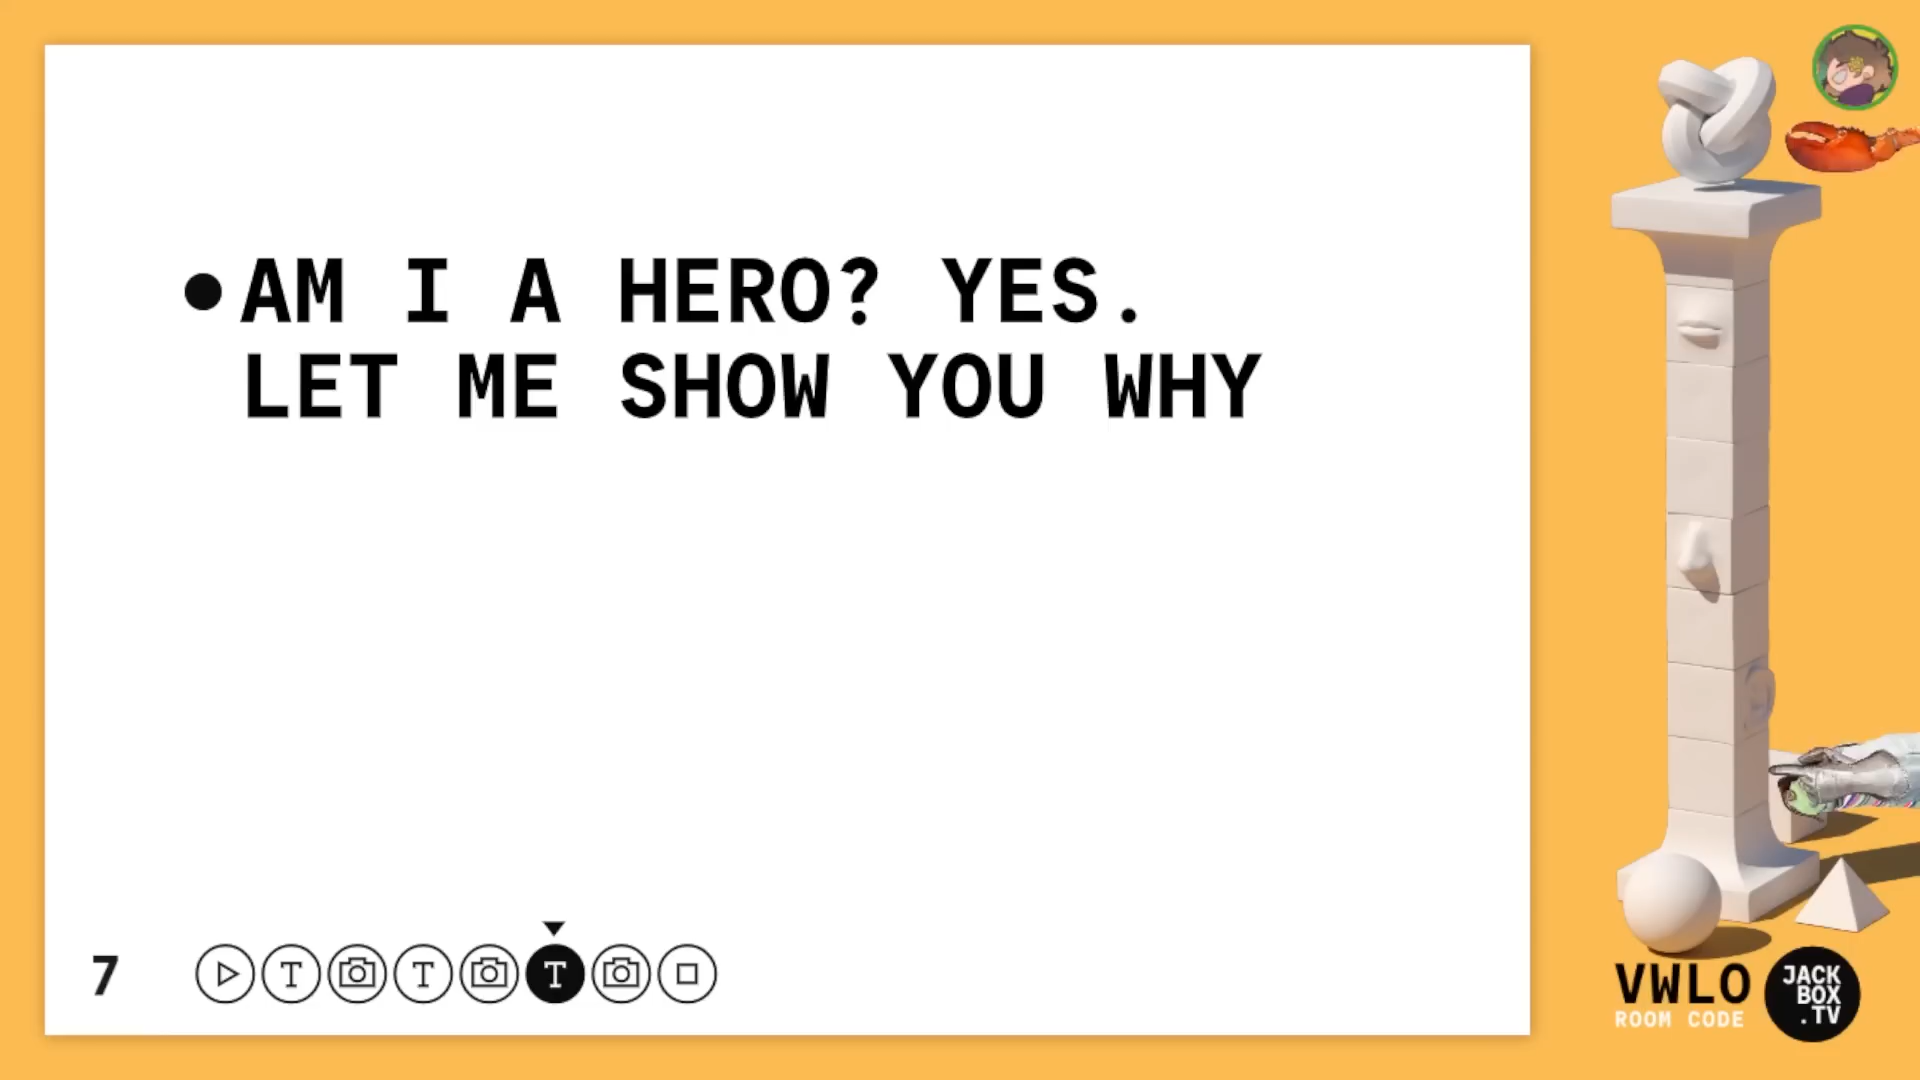 AM I A HERO? YES.
LET ME SHOW YOU WHY
7
T
T
T
VWLO
ROOM CODE
JACK
BOX
.TV